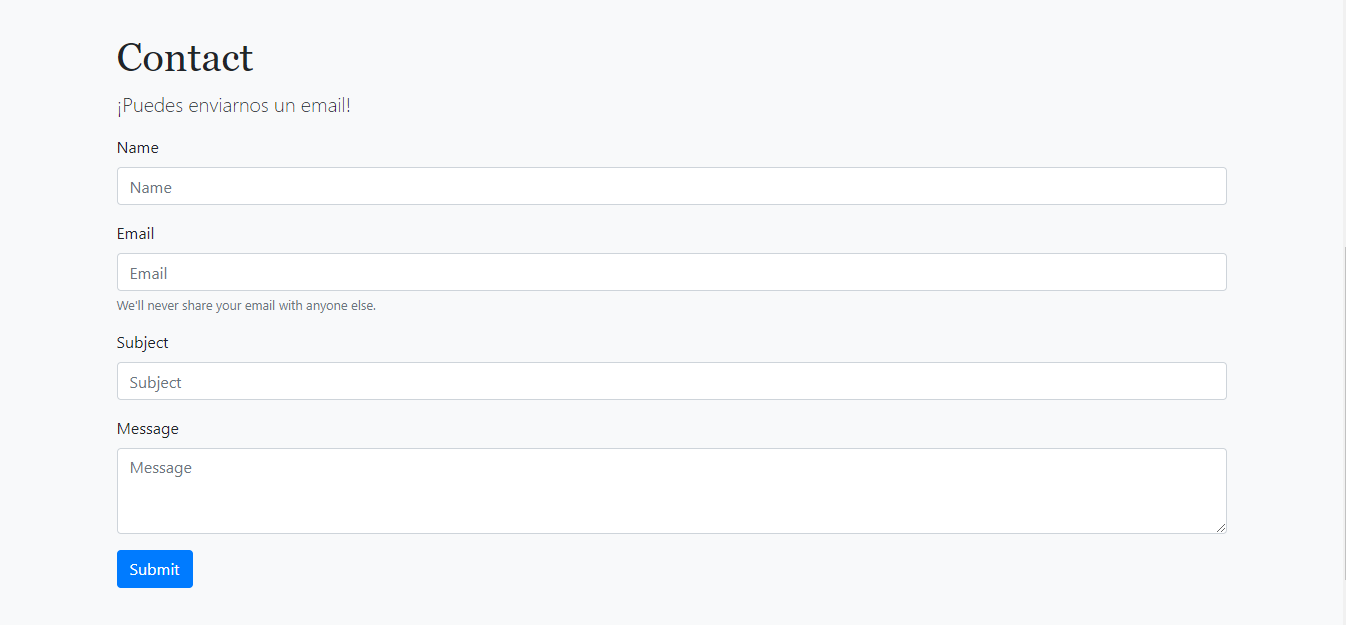 Contact
¡Puedes enviarnos un email!
Name
Name
Email
Email
We'll never share your email with anyone else.
Subject
Subject
Message
Message
Submit